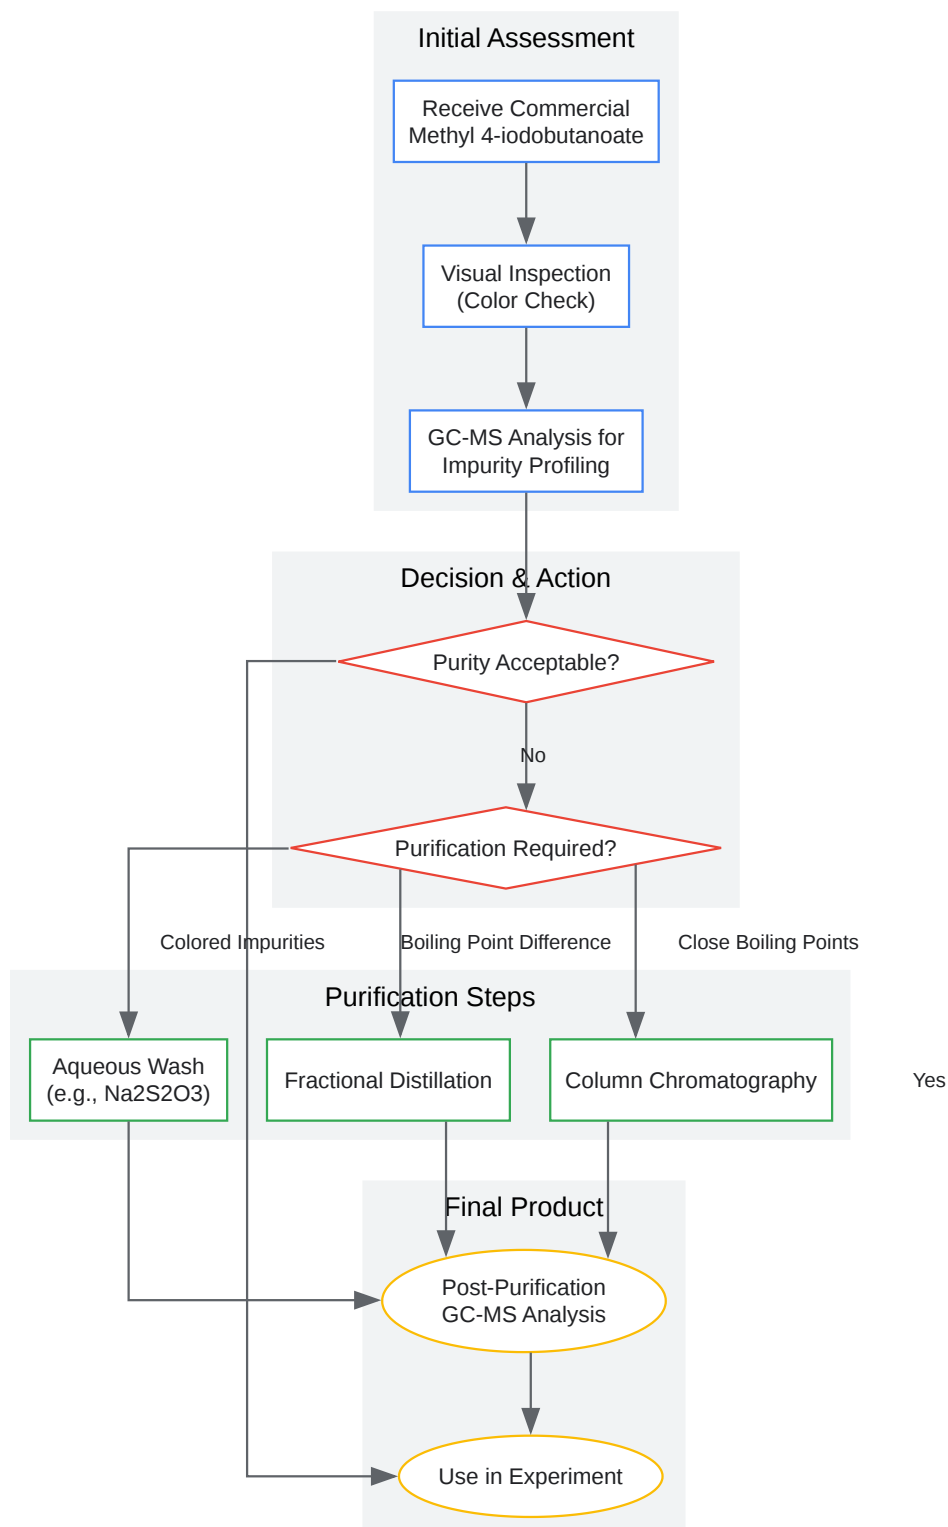 Initial Assessment
Receive Commercial
Methyl 4-iodobutanoate
Visual Inspection
(Color Check)
GC-MS Analysis for
Impurity Profiling
Decision & Action
Purity Acceptable?
No
Purification Required?
Colored Impurities
Boiling Point Difference
Close Boiling Points
Purification Steps
Aqueous Wash
(e.g., Na2S2O3)
Fractional Distillation
Column Chromatography
Yes
Final Product
Post-Purification
GC-MS Analysis
Use in Experiment